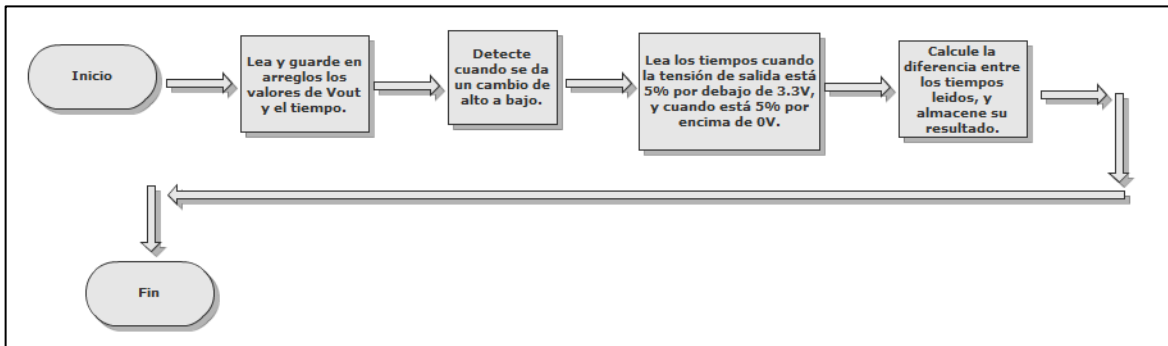 Inicio
Lea y guarde en
arreglos los
valores de Vout
y el tiempo.
Detecte
cuando se da
un cambio de
alto a bajo.
Lea los tiempos cuando
la tensión de salida está
5% por debajo de 3.3V,
y cuando está 5% por
encima de 0V.
Calcule la
diferencia entre
los tiempos
leidos, y
almacene su
resultado.
Fin